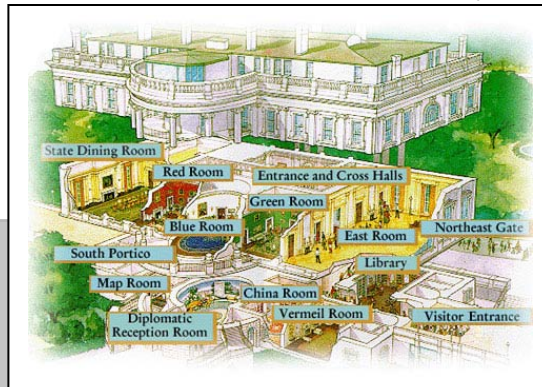 State Dining Room
Red Room
Entrance and Cross Halls
Green Room
Blue Room
East Room
Northeast Gate
South Portico
Library
Map Room
China Room
Diplomatic
Reception Room
Vermeil Room
Visitor Entrance